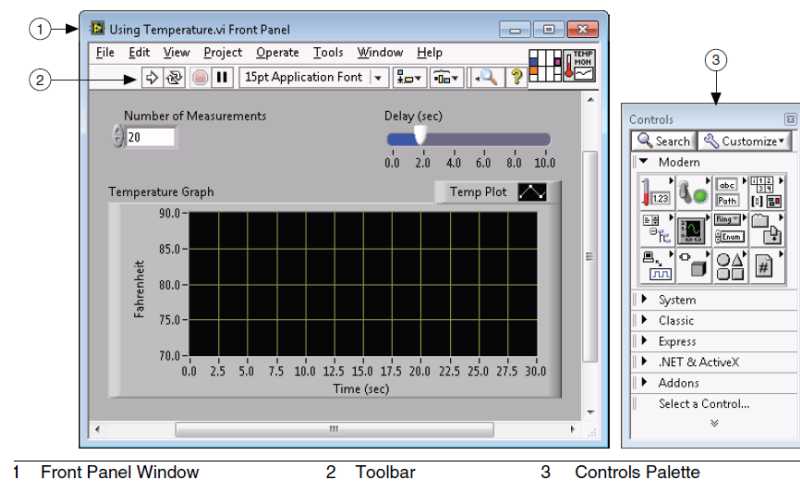 1
Using Temperature.vi Front Panel
File Edit View Project Operate Tools Window Help
2
15pt Application Font
TEMP
MON
3
Number of Measurements
20
Delay (sec)
0.0 2.0 4.0 6.0 8.0 10.0
Temperature Graph
Temp Plot
90.0
85.0
80.0
75.0
70.0
Fahrenheit
0.0 2.5 5.0 7.5 10.0 12.5 15.0 17.5 20.0 22.5 25.0 27.5 30.0
Time (sec)
Controls
Search Customize
Modern
1.23
abc
Path
Ring
Enum
#
System
Classic
Express
.NET & ActiveX
Addons
Select a Control...
1 Front Panel Window 2 Toolbar 3 Controls Palette